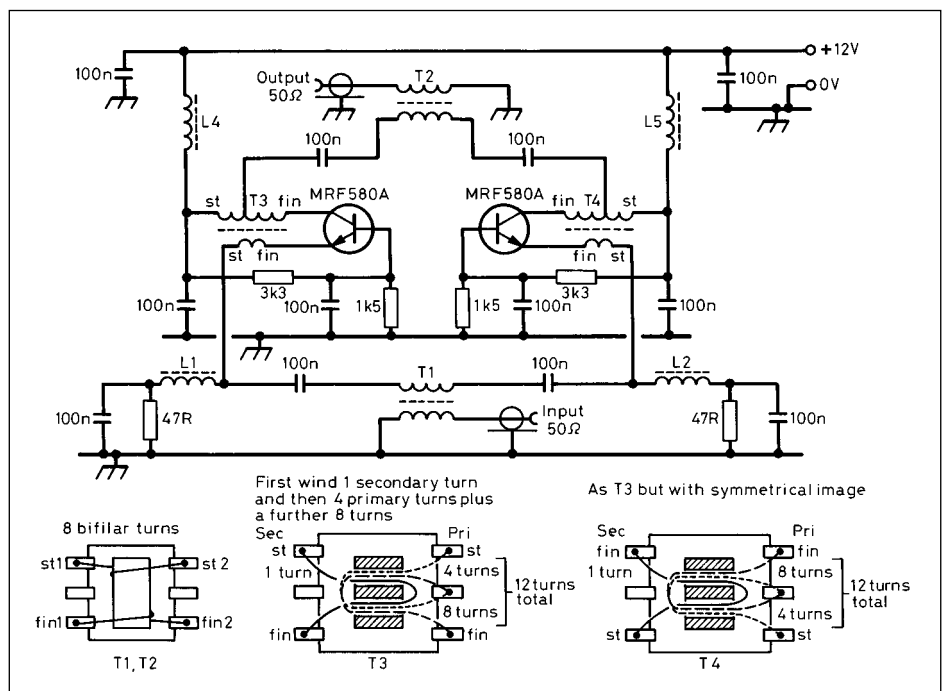 +12V
100n
Output
50Ω
T2
100n
0V
L4
L5
100n
100n
MRF580A
MRF580A
st
T3
fin
fin
T4
st
st
fin
fin
st
3k3
3k3
100n
100n
1k5
1k5
100n
100n
L1
100n
T1
100n
L2
100n
47R
Input
50Ω
47R
100n
First wind 1 secondary turn
and then 4 primary turns plus
a further 8 turns
As T3 but with symmetrical image
8 bifilar turns
st1
st2
fin1
fin2
T1, T2
Sec
Pri
st
st
1 turn
4 turns
8 turns
12 turns
total
fin
fin
T3
Sec
Pri
fin
fin
1 turn
8 turns
4 turns
12 turns
total
st
st
T4